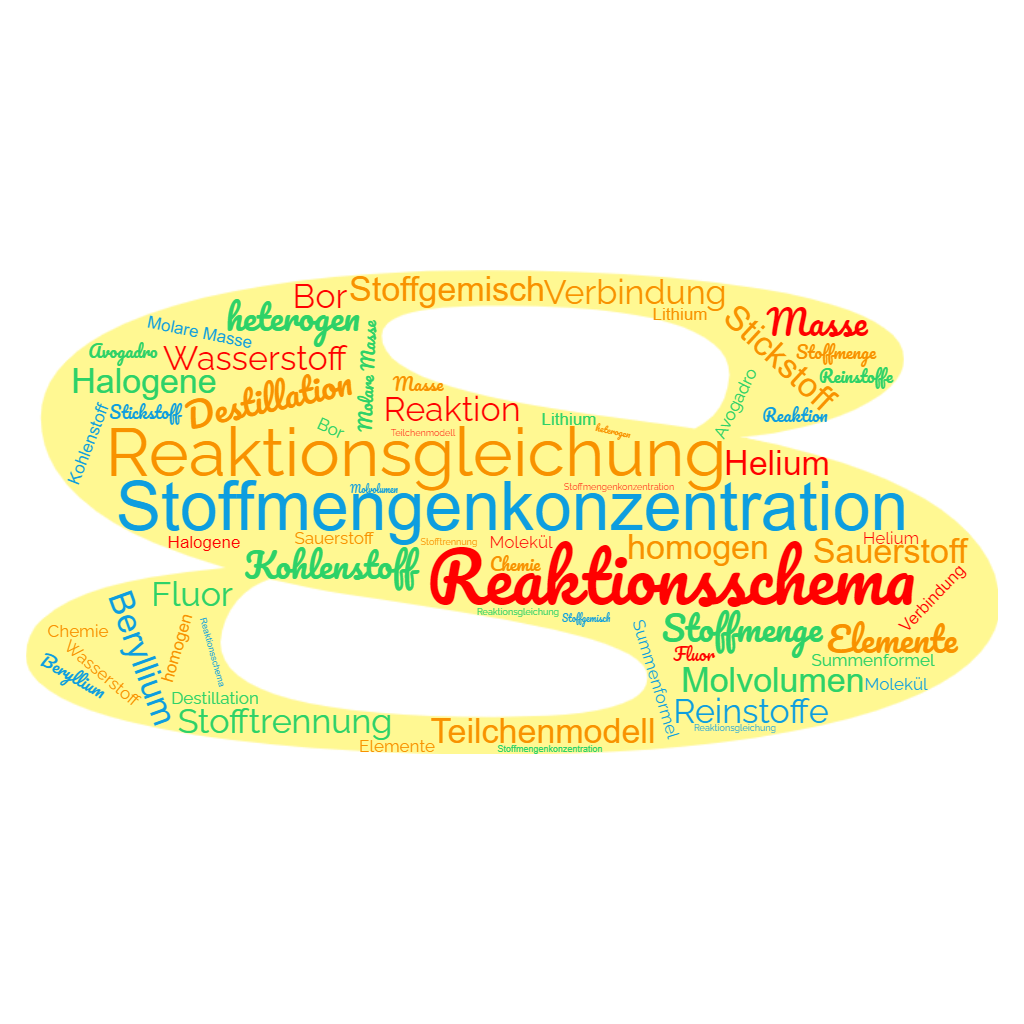 Stoffgemisch
Verbindung
Bor
heterogen
Lithium
Masse
Stickstoff
Molare Masse
Avogadro
Wasserstoff
Molare Masse
Stoffmenge
Reinstoffe
Halogene
Destillation
Masse
Stickstoff
Kohlenstoff
Reaktion
Avogadro
Reaktion
Lithium
heterogen
Bor
Teilchenmodell
Reaktionsgleichung
Helium
Molvolumen
Stoffmengenkonzentration
Stoffmengenkonzentration
Halogene
Sauerstoff
Stofftrennung
Molekül
homogen
Helium
Sauerstoff
Kohlenstoff
Chemie
Reaktionsschema
Verbindung
Fluor
Beryllium
Reaktionsgleichung
Stoffgemisch
Chemie
Wasserstoff
Beryllium
homogen
Reaktionsschema
Summenformel
Stoffmenge
Elemente
Fluor
Summenformel
Molvolumen
Molekül
Destillation
Stofftrennung
Reinstoffe
Teilchenmodell
Reaktionsgleichung
Elemente
Stoffmengenkonzentration